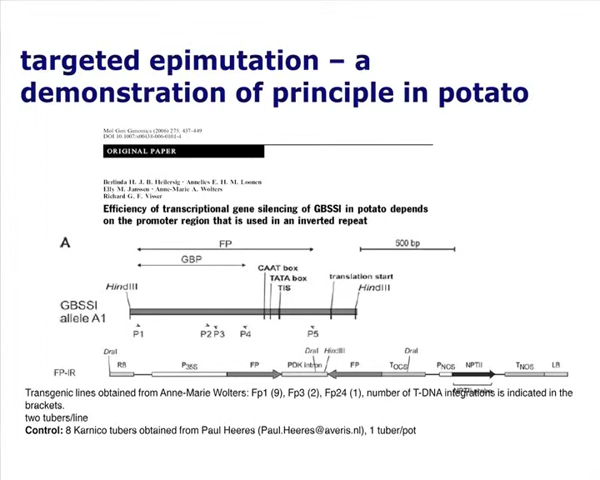 targeted epimutation – a
demonstration of principle in potato
Mol Gen Genomics (2006) 275: 437–449
DOI 10.1007/s00438-006-0101-4
ORIGINAL PAPER
Berlinda H. J. B. Heilersig · Annelies E. H. M. Loonen
Elly M. Janssen · Anne-Marie A. Wolters
Richard G. F. Visser
Efficiency of transcriptional gene silencing of GBSSI in potato depends
on the promoter region that is used in an inverted repeat
A
FP
500 bp
GBP
CAAT box
TATA box
translation start
HindIII
TIS
HindIII
GBSSI
allele A1
P1
P2 P3
P4
P5
DraI
DraI
HindIII
DraI
RB
P35S
FP
PDK intron
FP
TOCS
PNOS
NPTII
TNOS
LB
FP-IR
Transgenic lines obtained from Anne-Marie Wolters: Fp1 (9), Fp3 (2), Fp24 (1), number of T-DNA integrations is indicated in the
brackets.
two tubers/line
Control: 8 Karnico tubers obtained from Paul Heeres (Paul.Heeres@averis.nl), 1 tuber/pot